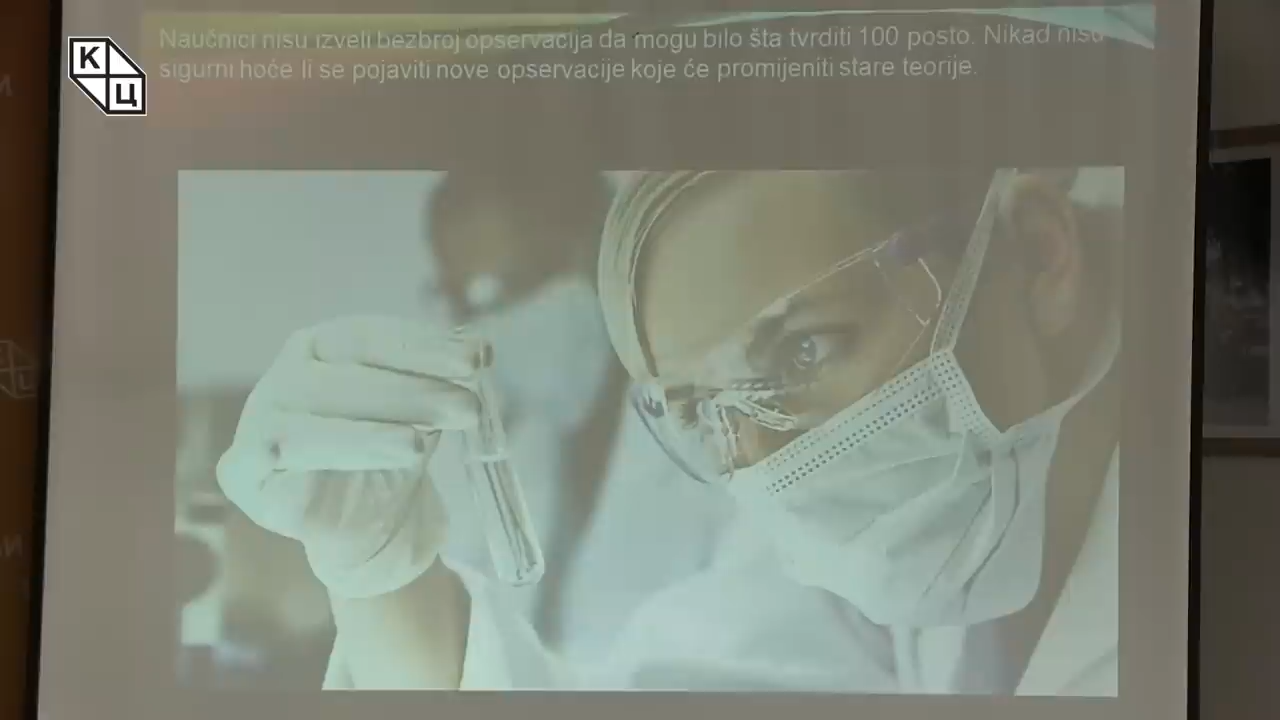 Naučnici nisu izveli bezbroj opservacija da mogu bilo šta tvrditi 100 posto. Nikad nisu
sigurni hoće li se pojaviti nove opservacije koje će promijeniti stare teorije.
К
Ц